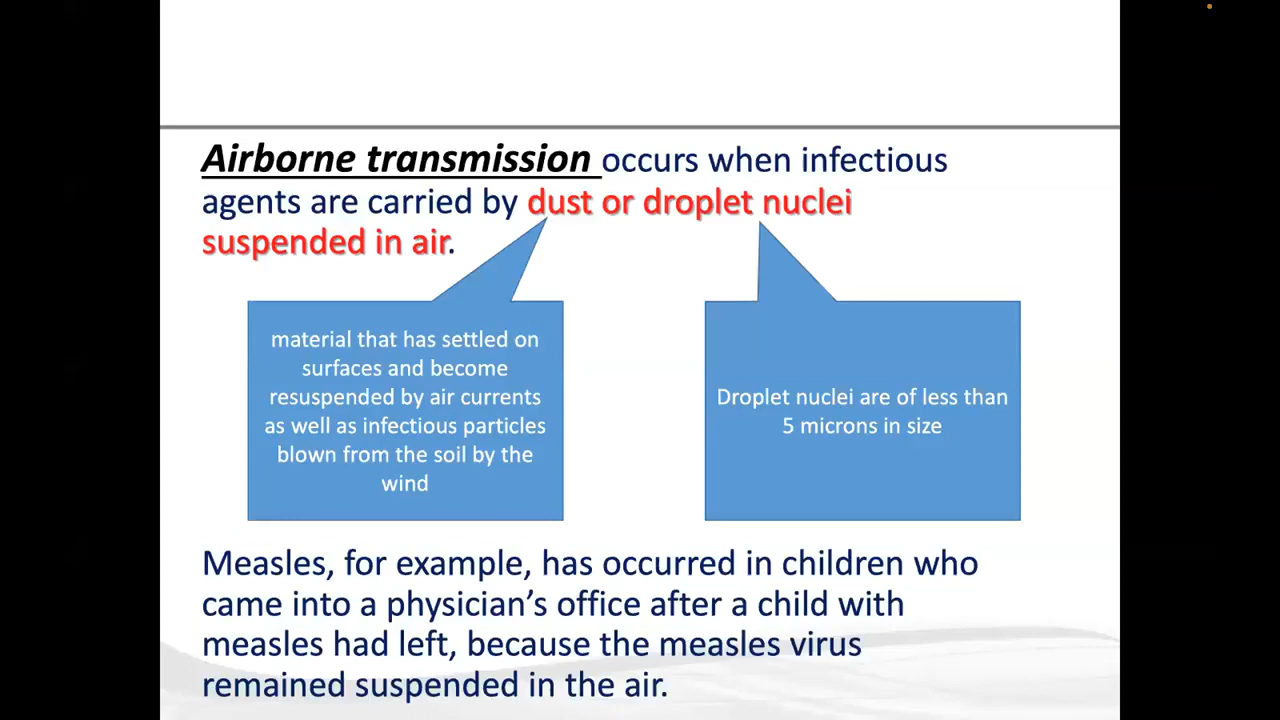 Airborne transmission occurs when infectious
agents are carried by dust or droplet nuclei
suspended in air.
material that has settled on
surfaces and become
resuspended by air currents
as well as infectious particles
blown from the soil by the
wind
Droplet nuclei are of less than
5 microns in size
Measles, for example, has occurred in children who
came into a physician’s office after a child with
measles had left, because the measles virus
remained suspended in the air.